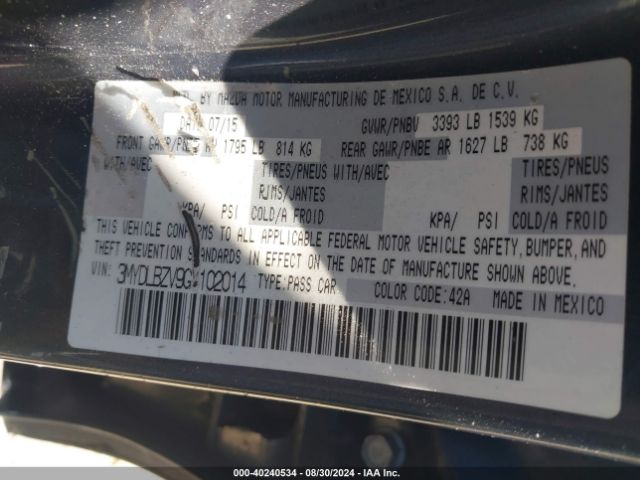 MFD. BY MAZDA MOTOR MANUFACTURING DE MEXICO S.A. DE C.V.
DATE 07/15 GVWR/PNBV 3393 LB 1539 KG
FRONT GAWR/PNBE AV 1795 LB 814 KG REAR GAWR/PNBE AR 1627 LB 738 KG
WITH/AVEC TIRES/PNEUS WITH/AVEC TIRES/PNEUS
RIMS/JANTES RIMS/JANTES
KPA/ PSI COLD/A FROID KPA/ PSI COLD/A FROID
THIS VEHICLE CONFORMS TO ALL APPLICABLE FEDERAL MOTOR VEHICLE SAFETY, BUMPER, AND
THEFT PREVENTION STANDARDS IN EFFECT ON THE DATE OF MANUFACTURE SHOWN ABOVE.
VIN: 3MYDLBZV9GY102014 TYPE: PASS CAR COLOR CODE: 42A MADE IN MEXICO
000-40240534 - 08/30/2024 - IAA Inc.